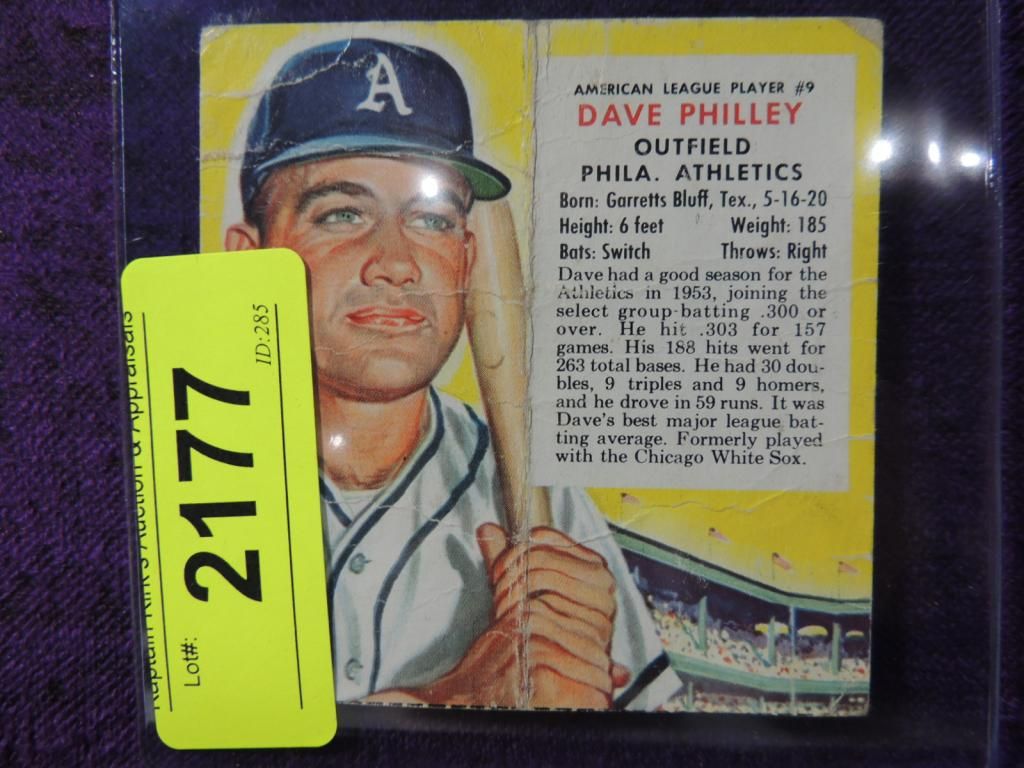 A
AMERICAN LEAGUE PLAYER #9
DAVE PHILLEY
OUTFIELD
PHILA. ATHLETICS
Born: Garretts Bluff, Tex., 5-16-20
Height: 6 feet Weight: 185
Bats: Switch Throws: Right
Dave had a good season for the
Athletics in 1953, joining the
select group-batting .300 or
over. He hit .303 for 157
games. His 188 hits went for
263 total bases. He had 30 dou-
bles, 9 triples and 9 homers,
and he drove in 59 runs. It was
Dave's best major league bat-
ting average. Formerly played
with the Chicago White Sox.
Kaptain Kirk's Auction & Appraisals
Lot#: 2177
ID:285